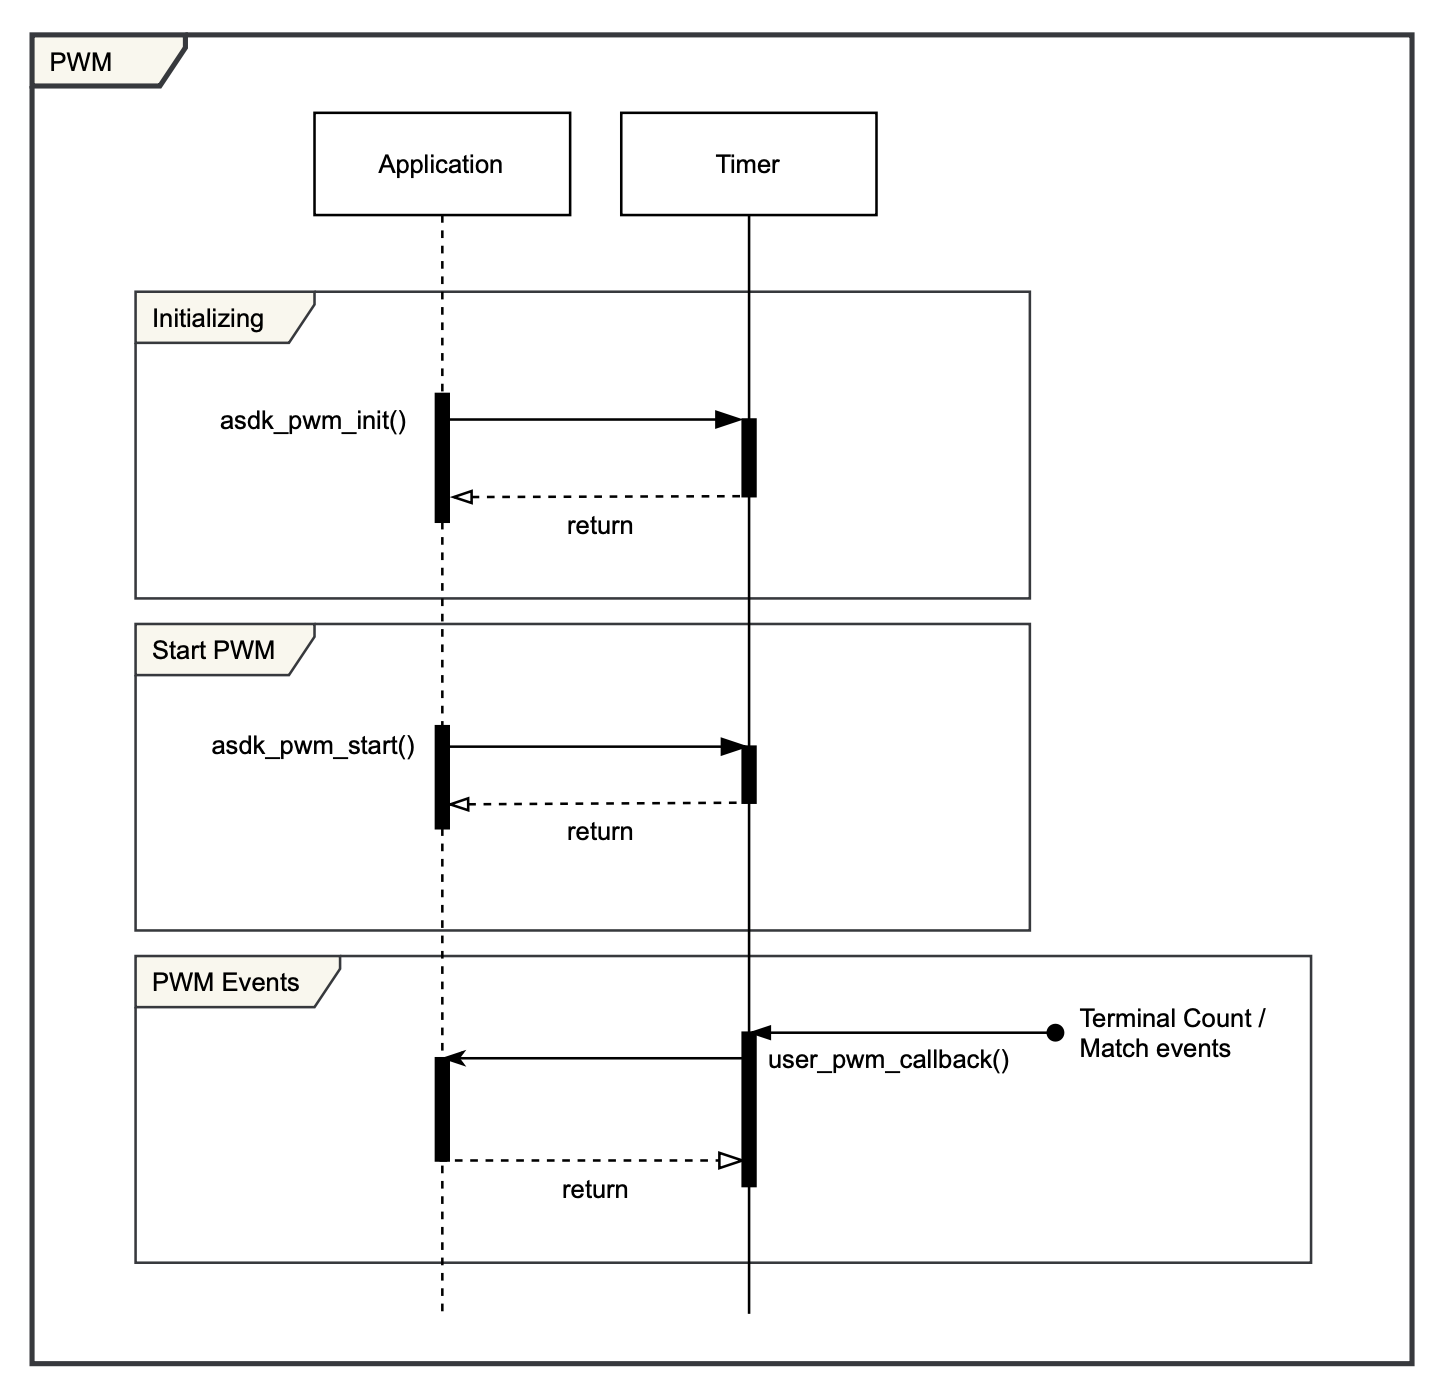 PWM
Application
Timer
Initializing
asdk_pwm_init()
return
Start PWM
asdk_pwm_start()
return
PWM Events
Terminal Count /
Match events
user_pwm_callback()
return